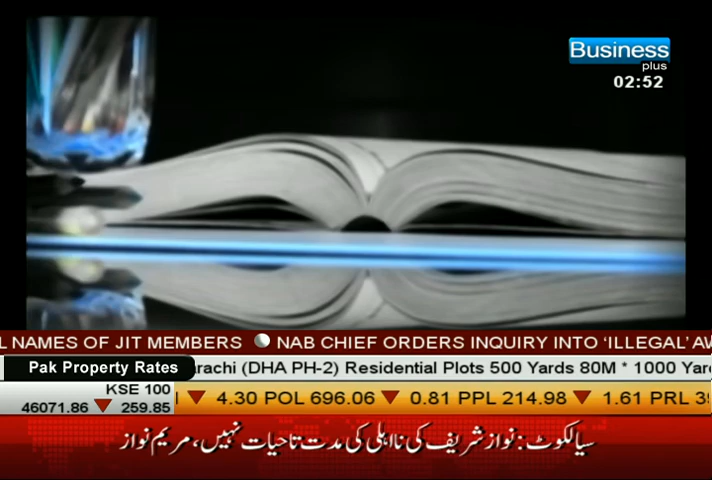 Business
plus
02:52
L NAMES OF JIT MEMBERS NAB CHIEF ORDERS INQUIRY INTO ‘ILLEGAL’ AW
Pak Property Rates arachi (DHA PH-2) Residential Plots 500 Yards 80M * 1000 Yar
KSE 100
46071.86 259.85
4.30 POL 696.06 0.81 PPL 214.98 1.61 PRL
سیالکوٹ: نواز شریف کی نااہلی کی مدت تاحیات نہیں، مریم نواز